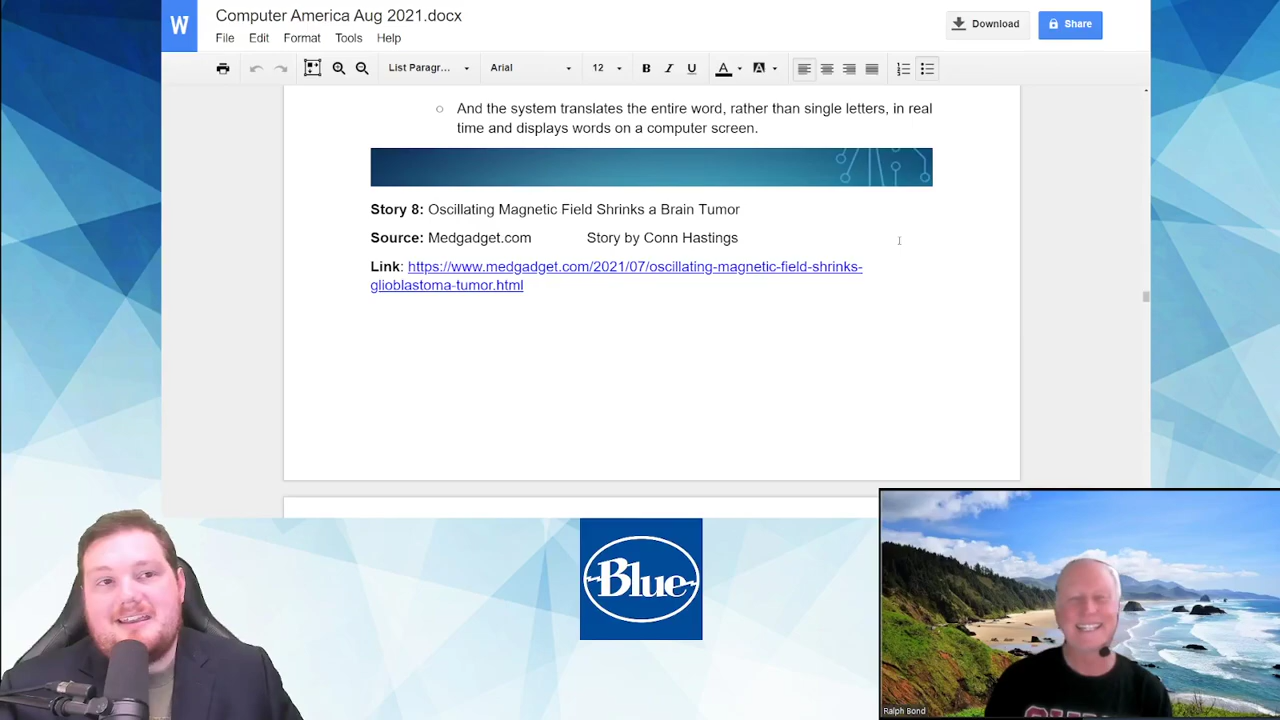 W
Computer America Aug 2021.docx
Download
Share
File Edit Format Tools Help
List Paragr... Arial 12 B I U A A
○ And the system translates the entire word, rather than single letters, in real
time and displays words on a computer screen.
Story 8: Oscillating Magnetic Field Shrinks a Brain Tumor
Source: Medgadget.com Story by Conn Hastings
Link: https://www.medgadget.com/2021/07/oscillating-magnetic-field-shrinks-
glioblastoma-tumor.html
Blue
Ralph Bond